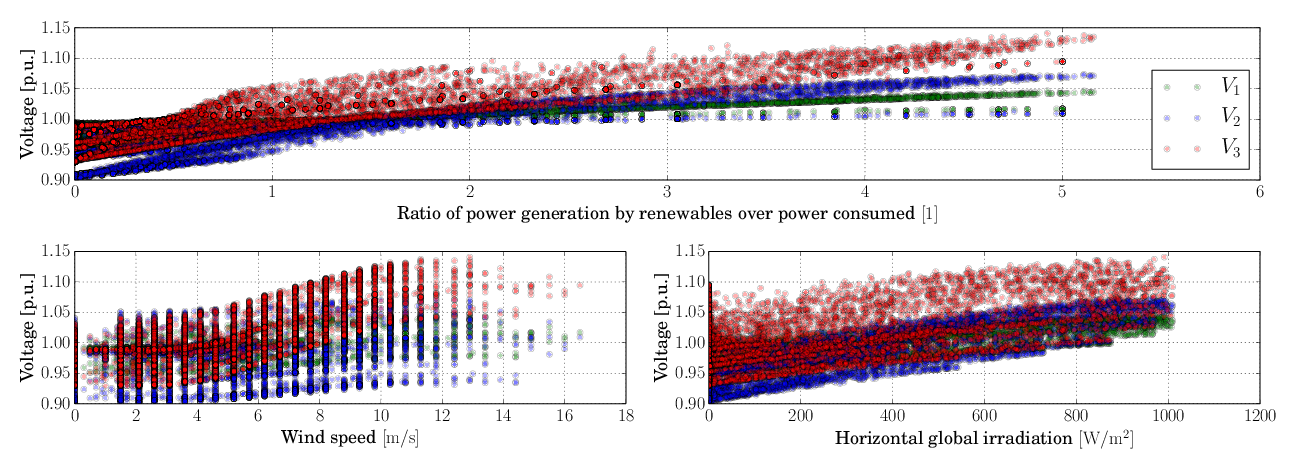 1.15
1.10
1.05
1.00
0.95
0.90
Voltage [p.u.]
V1
V2
V3
0 1 2 3 4 5 6
Ratio of power generation by renewables over power consumed [1]
1.15
1.10
1.05
1.00
0.95
0.90
Voltage [p.u.]
0 2 4 6 8 10 12 14 16 18
Wind speed [m/s]
1.15
1.10
1.05
1.00
0.95
0.90
Voltage [p.u.]
0 200 400 600 800 1000 1200
Horizontal global irradiation [W/m²]